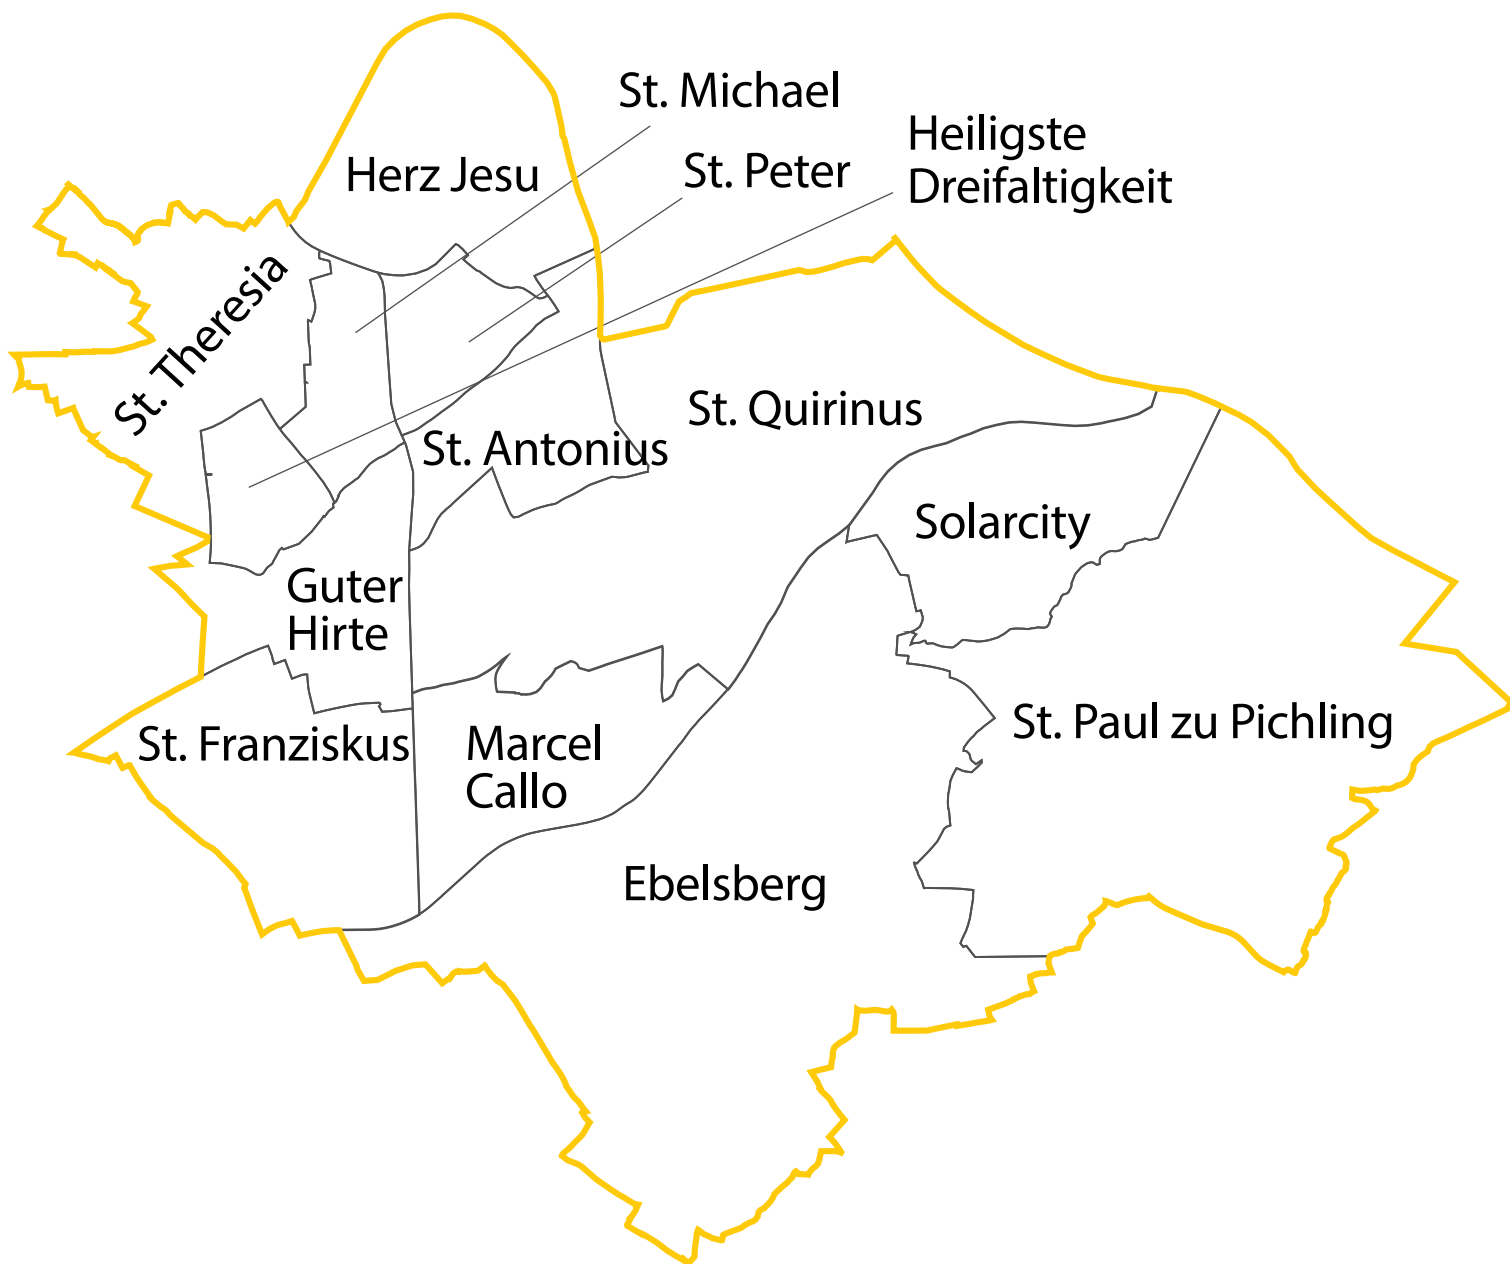 St. Michael
Heiligste
Dreifaltigkeit
Herz Jesu
St. Peter
St. Theresia
St. Quirinus
St. Antonius
Solarcity
Guter
Hirte
St. Franziskus
Marcel
Callo
St. Paul zu Pichling
Ebelsberg